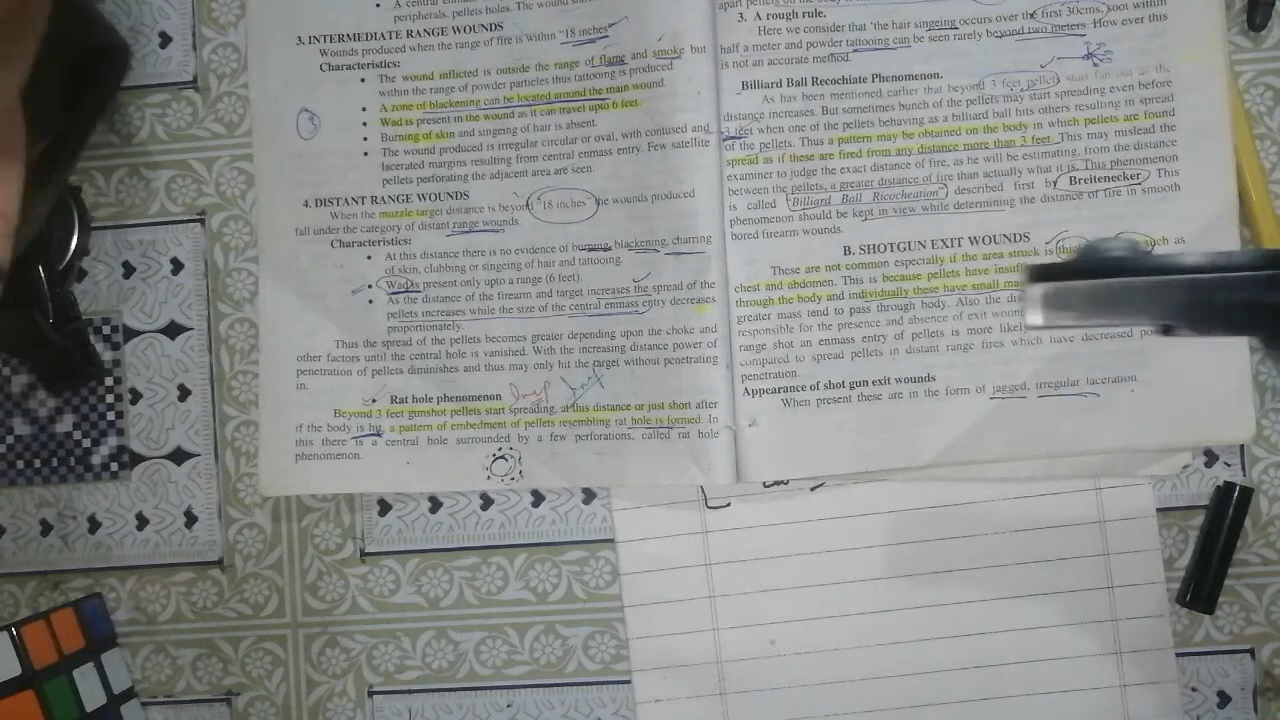 A central
peripherals, pellets holes. The wound
3. INTERMEDIATE RANGE WOUNDS
Wounds produced when the range of fire is within "18 inches"
Characteristics:
• The wound inflicted is outside the range of flame and smoke but
within the range of powder particles thus tattooing is produced.
• A zone of blackening can be located around the main wound.
• Wad is present in the wound as it can travel upto 6 feet.
• Burning of skin and singeing of hair is absent.
• The wound produced is irregular circular or oval, with contused and
lacerated margins resulting from central enmass entry. Few satellite
pellets perforating the adjacent area are seen.
4. DISTANT RANGE WOUNDS
When the muzzle target distance is beyond "18 inches" the wounds produced
fall under the category of distant range wounds.
Characteristics:
• At this distance there is no evidence of burning, blackening, charring
of skin, clubbing or singeing of hair and tattooing.
• Wad is present only upto a range (6 feet).
• As the distance of the firearm and target increases the spread of the
pellets increases while the size of the central enmass entry decreases
proportionately.
Thus the spread of the pellets becomes greater depending upon the choke and
other factors until the central hole is vanished. With the increasing distance power of
penetration of pellets diminishes and thus may only hit the target without penetrating
in.
• Rat hole phenomenon
Beyond 3 feet gunshot pellets start spreading, at this distance or just short after
if the body is hit, a pattern of embedment of pellets resembling rat hole is formed. In
this there is a central hole surrounded by a few perforations, called rat hole
phenomenon.
apart pellets on the body
3. A rough rule.
Here we consider that 'the hair singeing occurs over the first 30cms, soot within
half a meter and powder tattooing can be seen rarely beyond two meters. How ever this
is not an accurate method.
Billiard Ball Recochiate Phenomenon.
As has been mentioned earlier that beyond 3 feet pellets start fan out as the
distance increases. But sometimes bunch of the pellets may start spreading even before
3 feet when one of the pellets behaving as a billiard ball hits others resulting in spread
of the pellets. Thus a pattern may be obtained on the body in which pellets are found
spread as if these are fired from any distance more than 3 feet. This may mislead the
examiner to judge the exact distance of fire, as he will be estimating, from the distance
between the pellets, a greater distance of fire than actually what it is. This phenomenon
is called "Billiard Ball Ricocheation" described first by Breitenecker. This
phenomenon should be kept in view while determining the distance of fire in smooth
bored firearm wounds.
B. SHOTGUN EXIT WOUNDS
These are not common especially if the area struck is such as
chest and abdomen. This is because pellets have
through the body and individually these have small
greater mass tend to pass through body. Also the
responsible for the presence and absence of exit
range shot an enmass entry of pellets is more
compared to spread pellets in distant range fires which have decreased
penetration.
Appearance of shot gun exit wounds
When present these are in the form of jagged, irregular laceration